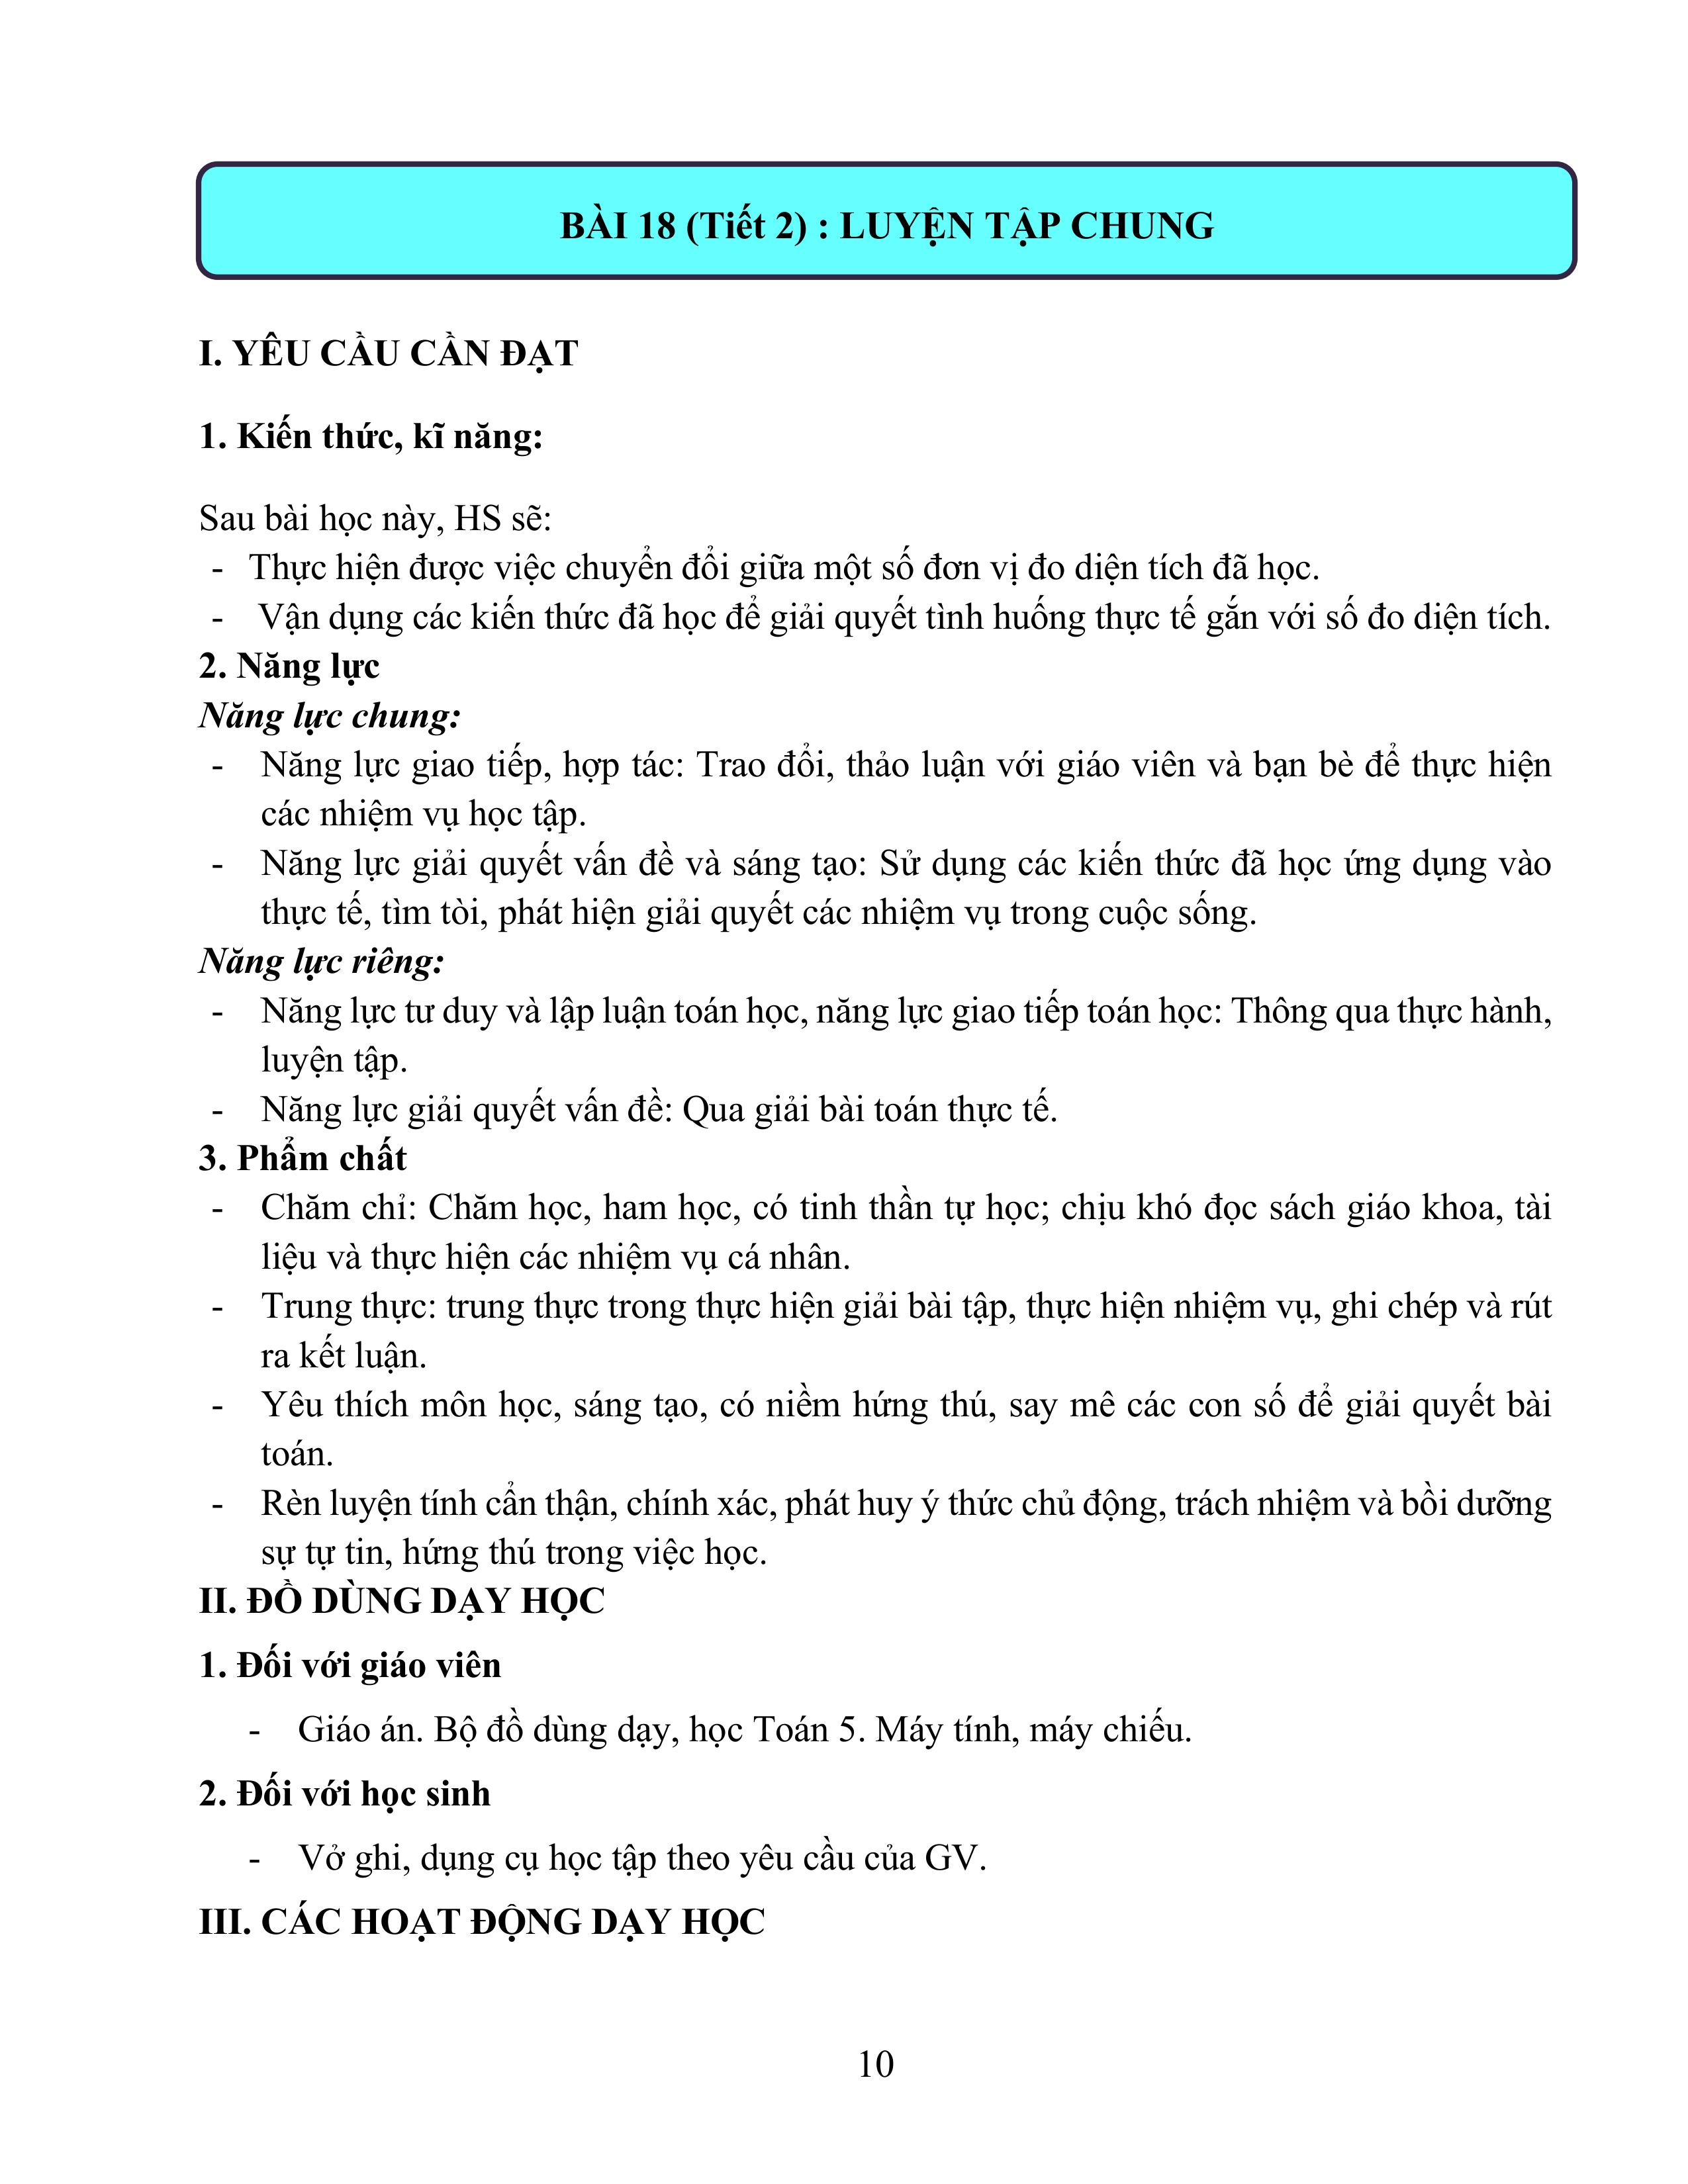 BÀI 18 (Tiết 2) : LUYỆN TẬP CHUNG
I. YÊU CẦU CẦN ĐẠT
1. Kiến thức, kĩ năng:
Sau bài học này, HS sẽ:
- Thực hiện được việc chuyển đổi giữa một số đơn vị đo diện tích đã học.
- Vận dụng các kiến thức đã học để giải quyết tình huống thực tế gắn với số đo diện tích.
2. Năng lực
Năng lực chung:
- Năng lực giao tiếp, hợp tác: Trao đổi, thảo luận với giáo viên và bạn bè để thực hiện
các nhiệm vụ học tập.
- Năng lực giải quyết vấn đề và sáng tạo: Sử dụng các kiến thức đã học ứng dụng vào
thực tế, tìm tòi, phát hiện giải quyết các nhiệm vụ trong cuộc sống.
Năng lực riêng:
- Năng lực tư duy và lập luận toán học, năng lực giao tiếp toán học: Thông qua thực hành,
luyện tập.
- Năng lực giải quyết vấn đề: Qua giải bài toán thực tế.
3. Phẩm chất
- Chăm chỉ: Chăm học, ham học, có tinh thần tự học; chịu khó đọc sách giáo khoa, tài
liệu và thực hiện các nhiệm vụ cá nhân.
- Trung thực: trung thực trong thực hiện giải bài tập, thực hiện nhiệm vụ, ghi chép và rút
ra kết luận.
- Yêu thích môn học, sáng tạo, có niềm hứng thú, say mê các con số để giải quyết bài
toán.
- Rèn luyện tính cẩn thận, chính xác, phát huy ý thức chủ động, trách nhiệm và bồi dưỡng
sự tự tin, hứng thú trong việc học.
II. ĐỒ DÙNG DẠY HỌC
1. Đối với giáo viên
- Giáo án. Bộ đồ dùng dạy, học Toán 5. Máy tính, máy chiếu.
2. Đối với học sinh
- Vở ghi, dụng cụ học tập theo yêu cầu của GV.
III. CÁC HOẠT ĐỘNG DẠY HỌC
10